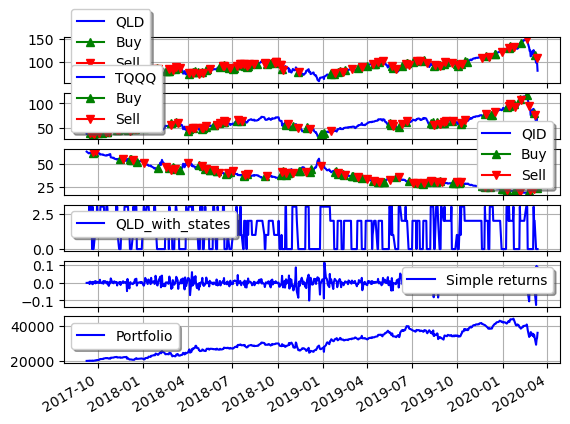 QLD
Buy
Sell
150
100
TQQQ
Buy
Sell
100
50
QID
Buy
Sell
50
25
QLD_with_states
2.5
0.0
Simple returns
0.1
0.0
−0.1
Portfolio
40000
20000
2017-10 2018-01 2018-04 2018-07 2018-10 2019-01 2019-04 2019-07 2019-10 2020-01 2020-04